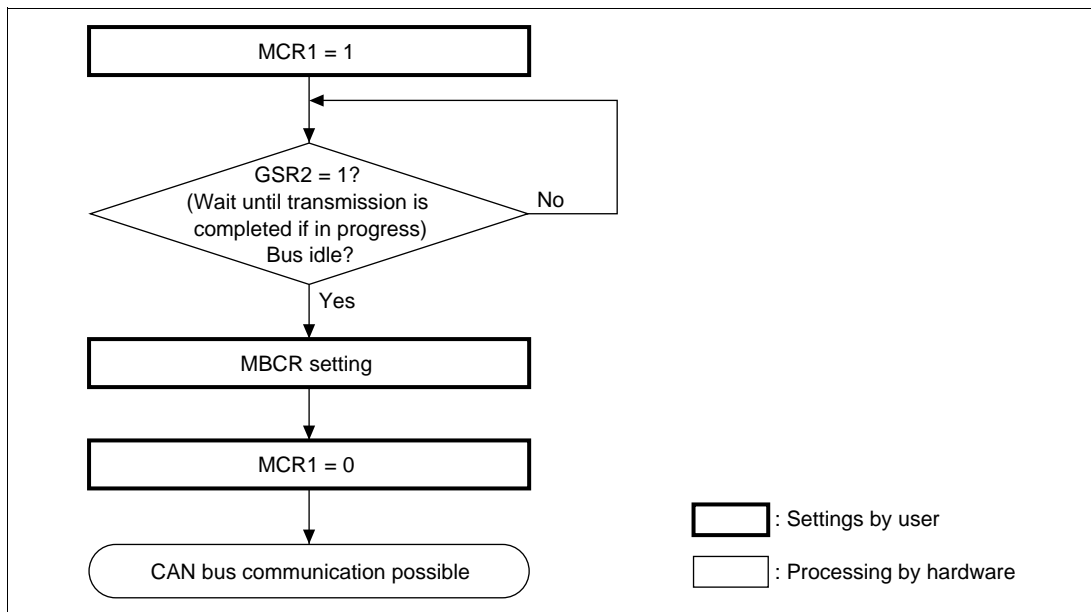 MCR1 = 1
GSR2 = 1?
(Wait until transmission is
completed if in progress)
Bus idle?
No
Yes
MBCR setting
MCR1 = 0
CAN bus communication possible
: Settings by user
: Processing by hardware